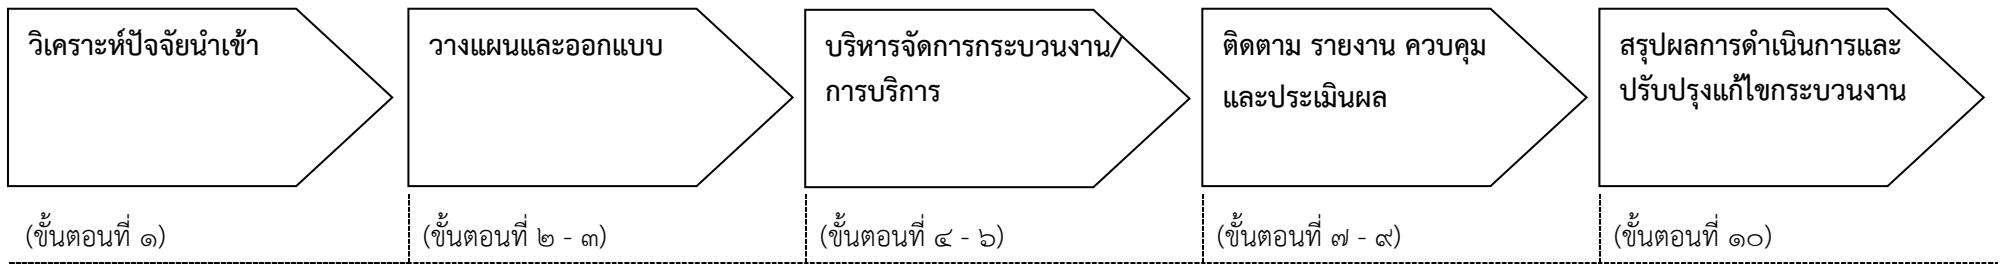 วิเคราะห์ปัจจัยนำเข้า
วางแผนและออกแบบ
บริหารจัดการกระบวนงาน/
การบริการ
ติดตาม รายงาน ควบคุม
และประเมินผล
สรุปผลการดำเนินการและ
ปรับปรุงแก้ไขกระบวนงาน
(ขั้นตอนที่ ๑)
(ขั้นตอนที่ ๒ - ๓)
(ขั้นตอนที่ ๔ - ๖)
(ขั้นตอนที่ ๗ - ๙)
(ขั้นตอนที่ ๑๐)